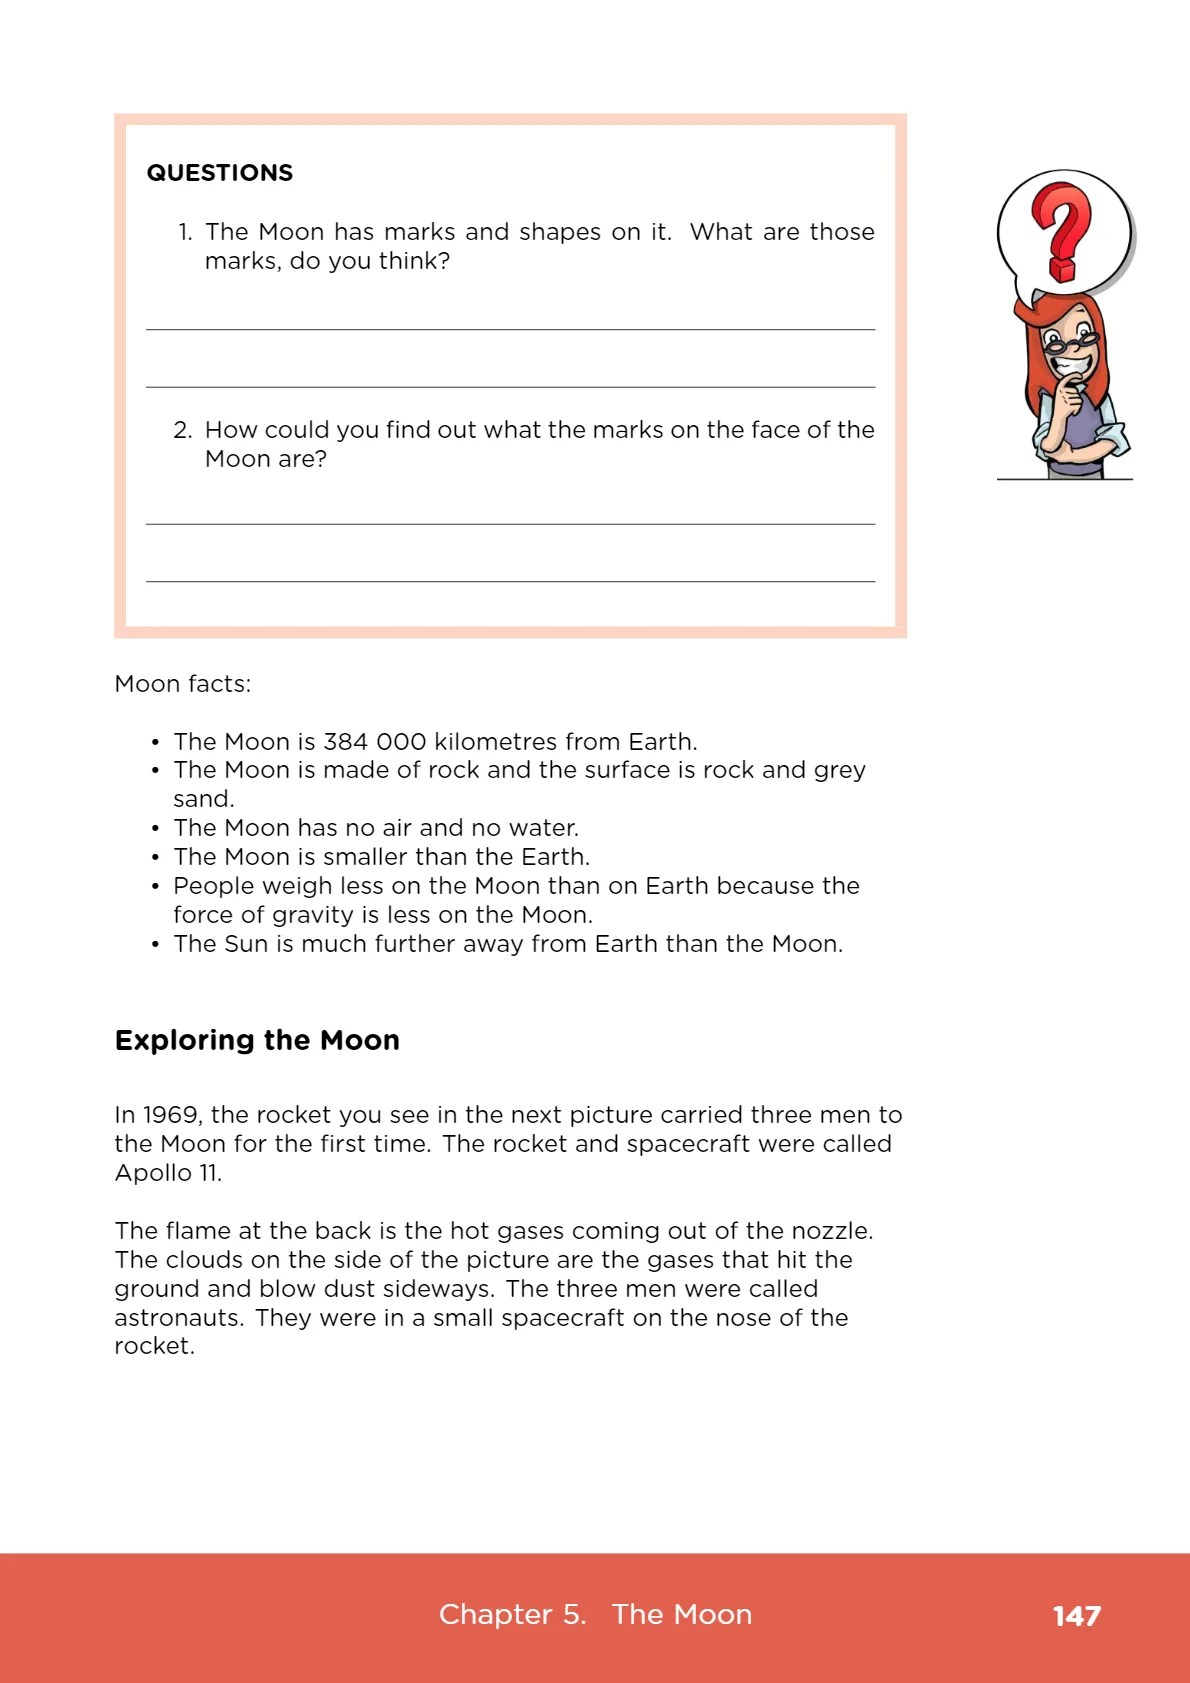 QUESTIONS
1. The Moon has marks and shapes on it. What are those
marks, do you think?
2. How could you find out what the marks on the face of the
Moon are?
?
Moon facts:
• The Moon is 384 000 kilometres from Earth.
• The Moon is made of rock and the surface is rock and grey
sand.
• The Moon has no air and no water.
• The Moon is smaller than the Earth.
• People weigh less on the Moon than on Earth because the
force of gravity is less on the Moon.
• The Sun is much further away from Earth than the Moon.
Exploring the Moon
In 1969, the rocket you see in the next picture carried three men to
the Moon for the first time. The rocket and spacecraft were called
Apollo 11.
The flame at the back is the hot gases coming out of the nozzle.
The clouds on the side of the picture are the gases that hit the
ground and blow dust sideways. The three men were called
astronauts. They were in a small spacecraft on the nose of the
rocket.
Chapter 5. The Moon 147